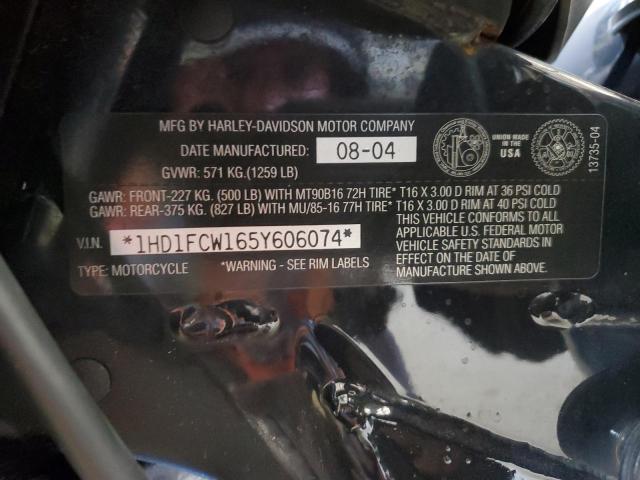 MFG BY HARLEY-DAVIDSON MOTOR COMPANY
DATE MANUFACTURED: 08-04
GVWR: 571 KG.(1259 LB)
UNION MADE
IN THE
USA
13735-04
GAWR: FRONT-227 KG. (500 LB) WITH MT90B16 72H TIRE* T16 X 3.00 D RIM AT 36 PSI COLD
GAWR: REAR-375 KG. (827 LB) WITH MU/85-16 77H TIRE* T16 X 3.00 D RIM AT 40 PSI COLD
V.I.N. *1HD1FCW165Y606074*
TYPE: MOTORCYCLE *WARNING - SEE RIM LABELS
THIS VEHICLE CONFORMS TO ALL
APPLICABLE U.S. FEDERAL MOTOR
VEHICLE SAFETY STANDARDS IN
EFFECT ON THE DATE OF
MANUFACTURE SHOWN ABOVE.